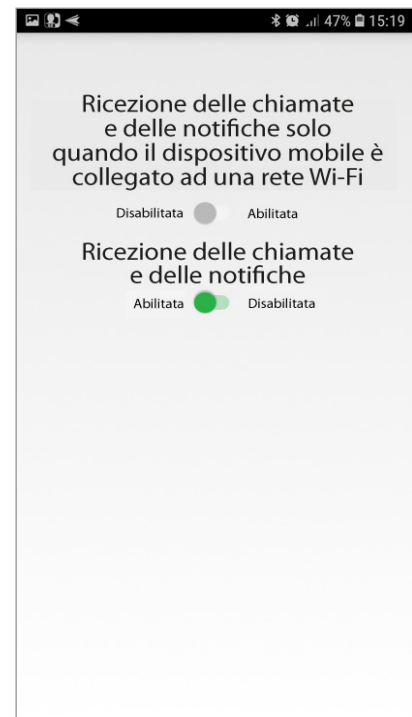 47% 15:19
Ricezione delle chiamate
e delle notifiche solo
quando il dispositivo mobile è
collegato ad una rete Wi-Fi
Disabilitata Abilitata
Ricezione delle chiamate
e delle notifiche
Abilitata Disabilitata